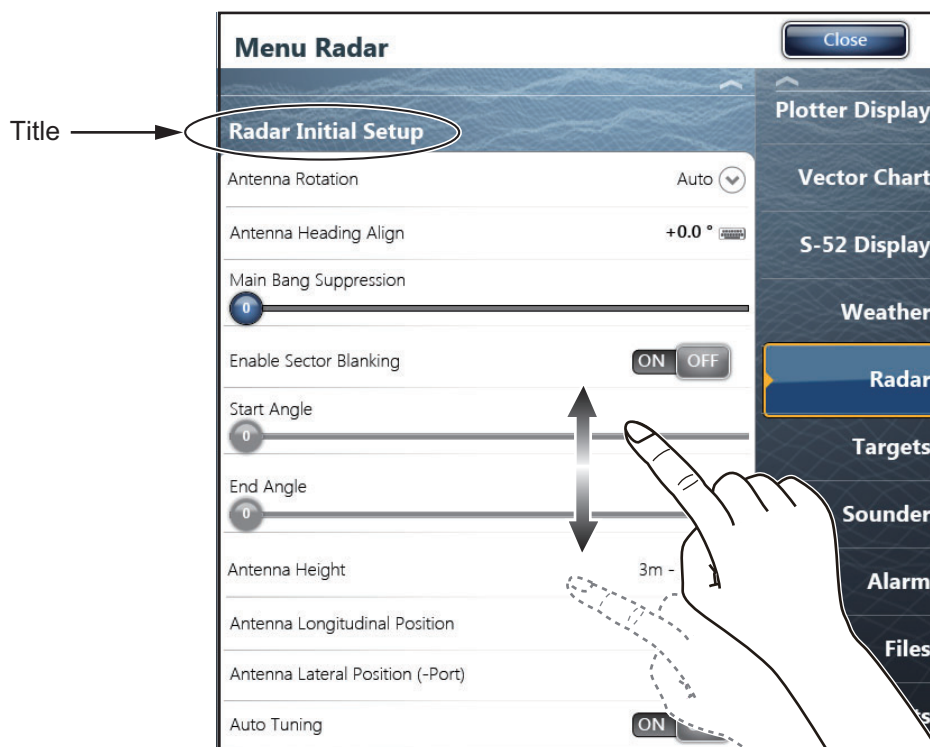 Title
Menu Radar
Close
Radar Initial Setup
Antenna Rotation Auto
Antenna Heading Align +0.0 °
Main Bang Suppression
0
Enable Sector Blanking ON OFF
Start Angle
0
End Angle
0
Antenna Height 3m -
Antenna Longitudinal Position
Antenna Lateral Position (-Port)
Auto Tuning ON
Plotter Display
Vector Chart
S-52 Display
Weather
Radar
Targets
Sounder
Alarm
Files